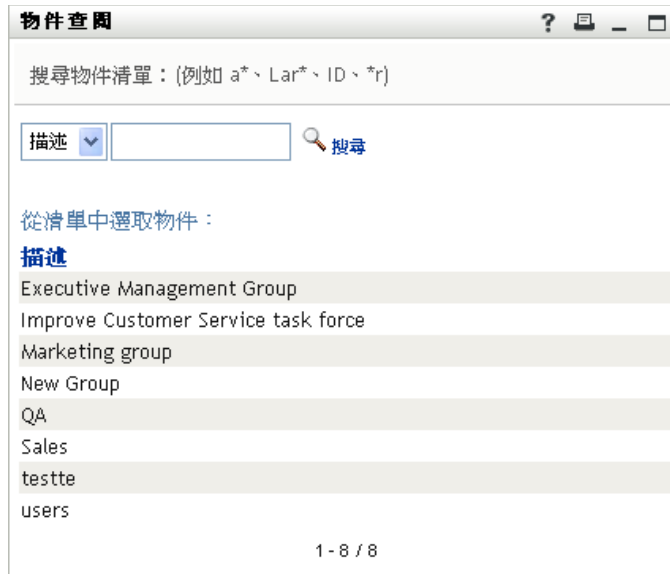 物件查閱
?
搜尋物件清單：(例如 a*、Lar*、ID、*r)
描述
搜尋
從清單中選取物件：
描述
Executive Management Group
Improve Customer Service task force
Marketing group
New Group
QA
Sales
testte
users
1 - 8 / 8